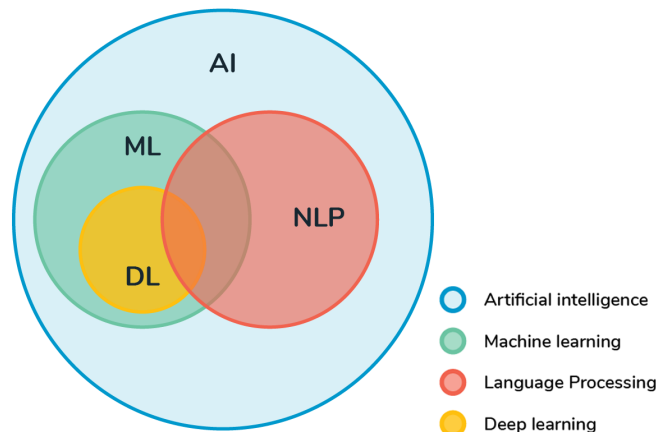 AI
ML
NLP
DL
Artificial intelligence
Machine learning
Language Processing
Deep learning